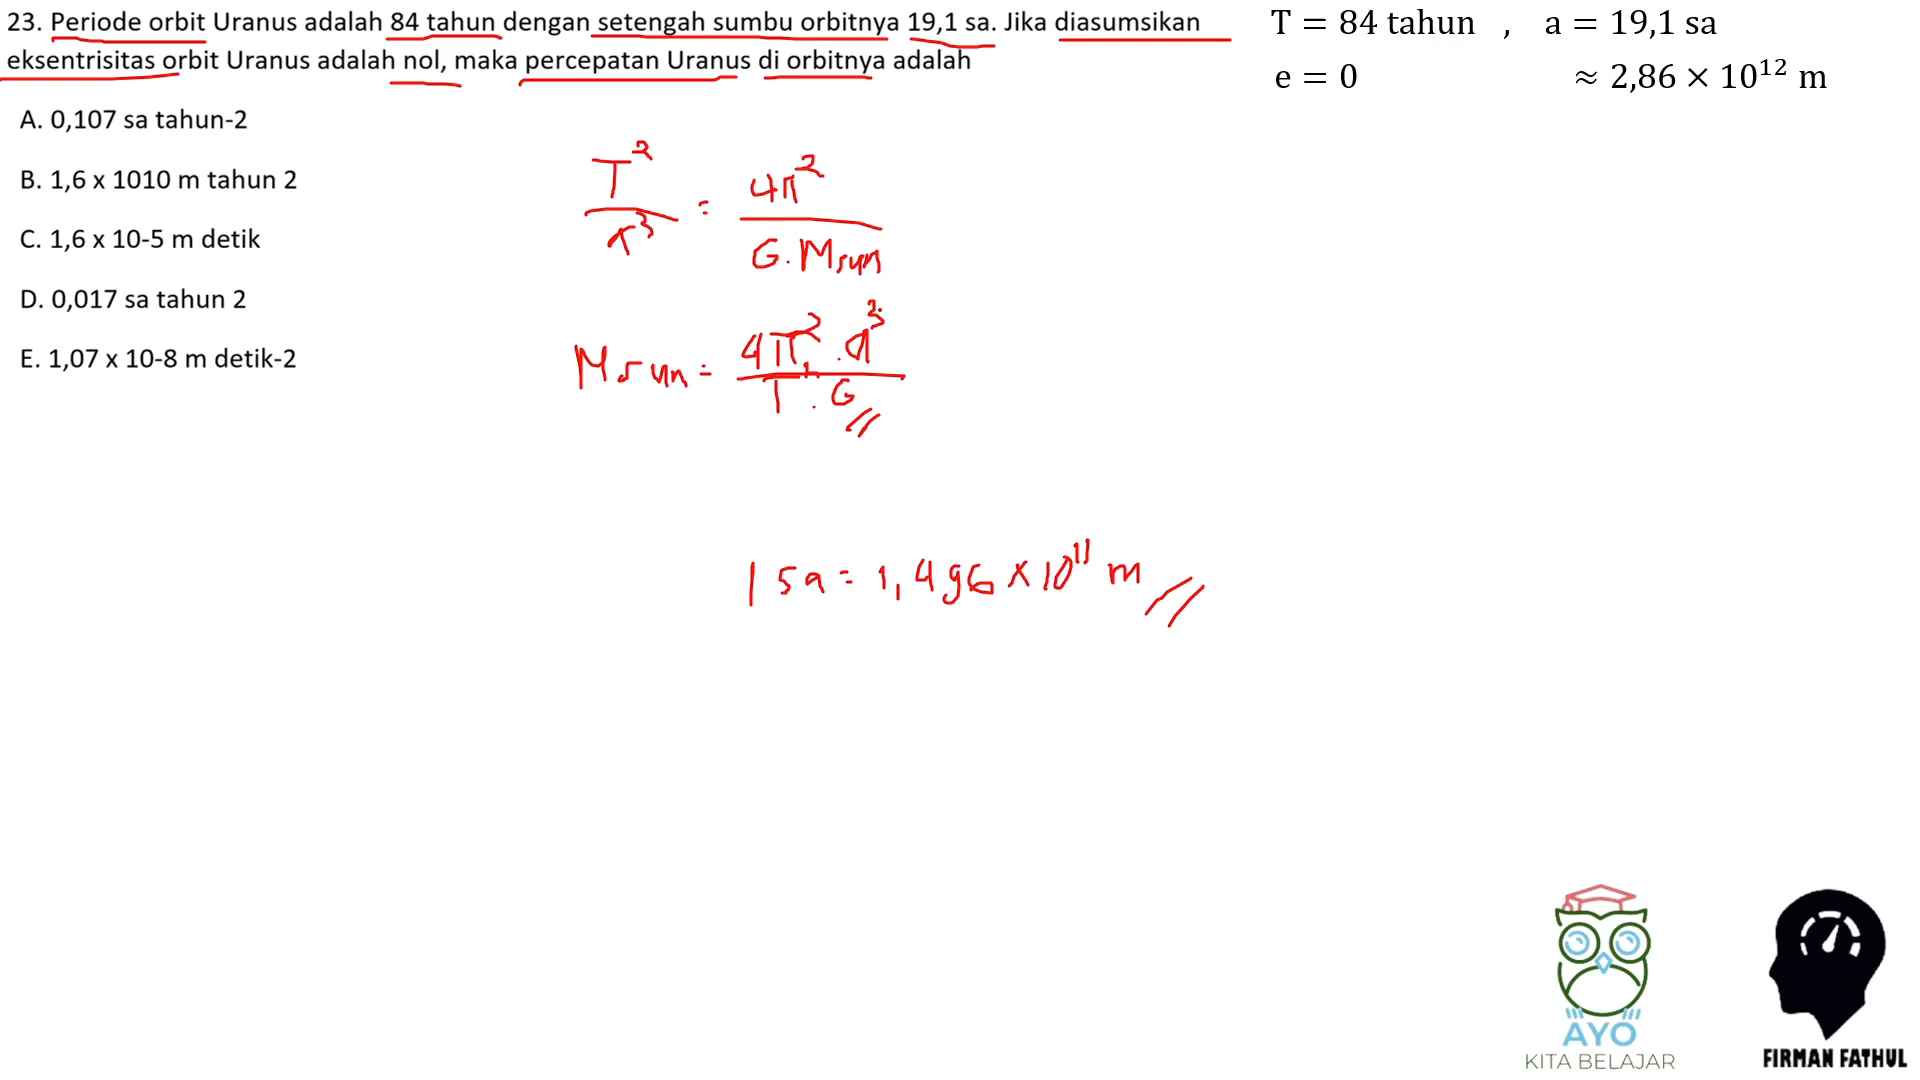 23. Periode orbit Uranus adalah 84 tahun dengan setengah sumbu orbitnya 19,1 sa. Jika diasumsikan
eksentrisitas orbit Uranus adalah nol, maka percepatan Uranus di orbitnya adalah
A. 0,107 sa tahun-2
B. 1,6 x 1010 m tahun 2
C. 1,6 x 10-5 m detik
D. 0,017 sa tahun 2
E. 1,07 x 10-8 m detik-2
T = 84 tahun , a = 19,1 sa
e = 0 ≈ 2,86 × 10¹² m
T²/r³ = 4π²/G.Msun
Msun = 4π².a³/T².G
1 sa = 1,496 × 10¹¹ m
AYO
KITA BELAJAR
FIRMAN FATHUL